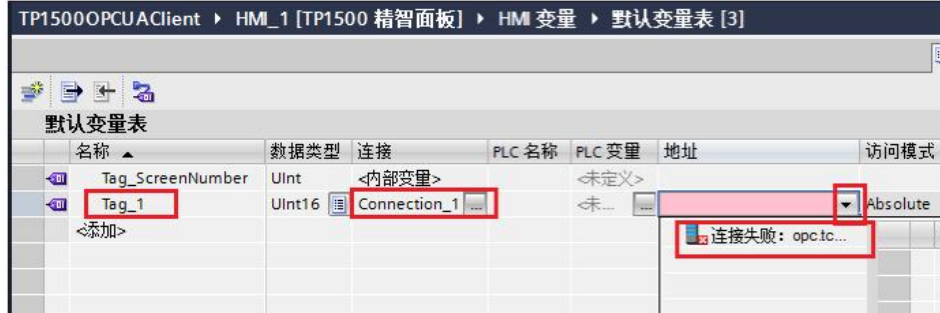 TP1500OPCUAClient ▸ HMI_1 [TP1500 精智面板] ▸ HMI 变量 ▸ 默认变量表 [3]
默认变量表
名称 数据类型 连接 PLC 名称 PLC 变量 地址 访问模式
Tag_ScreenNumber UInt <内部变量> <未定义>
Tag_1 UInt16 Connection_1 ... <未... ... Absolute
<添加>
连接失败：opc.tc...